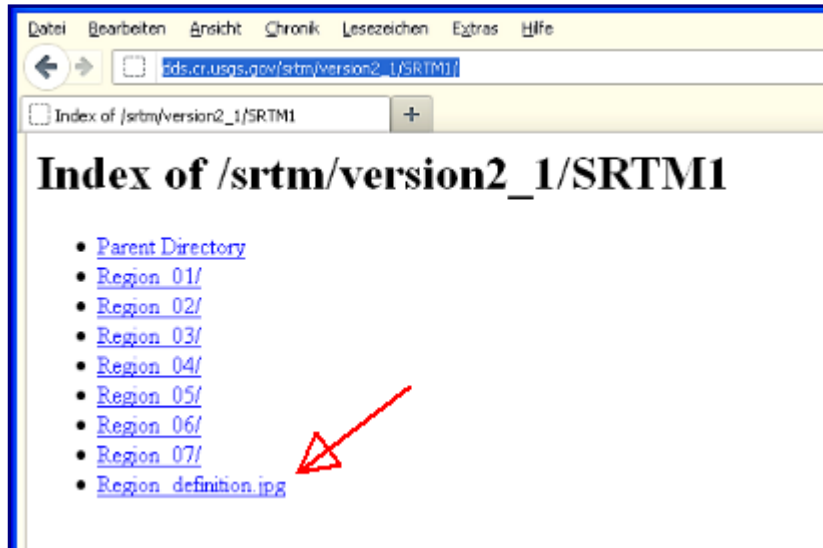 Datei Bearbeiten Ansicht Chronik Lesezeichen Extras Hilfe
dds.cr.usgs.gov/srtm/version2_1/SRTM1/
Index of /srtm/version2_1/SRTM1
+
Index of /srtm/version2_1/SRTM1
Parent Directory
Region_01/
Region_02/
Region_03/
Region_04/
Region_05/
Region_06/
Region_07/
Region_definition.jpg